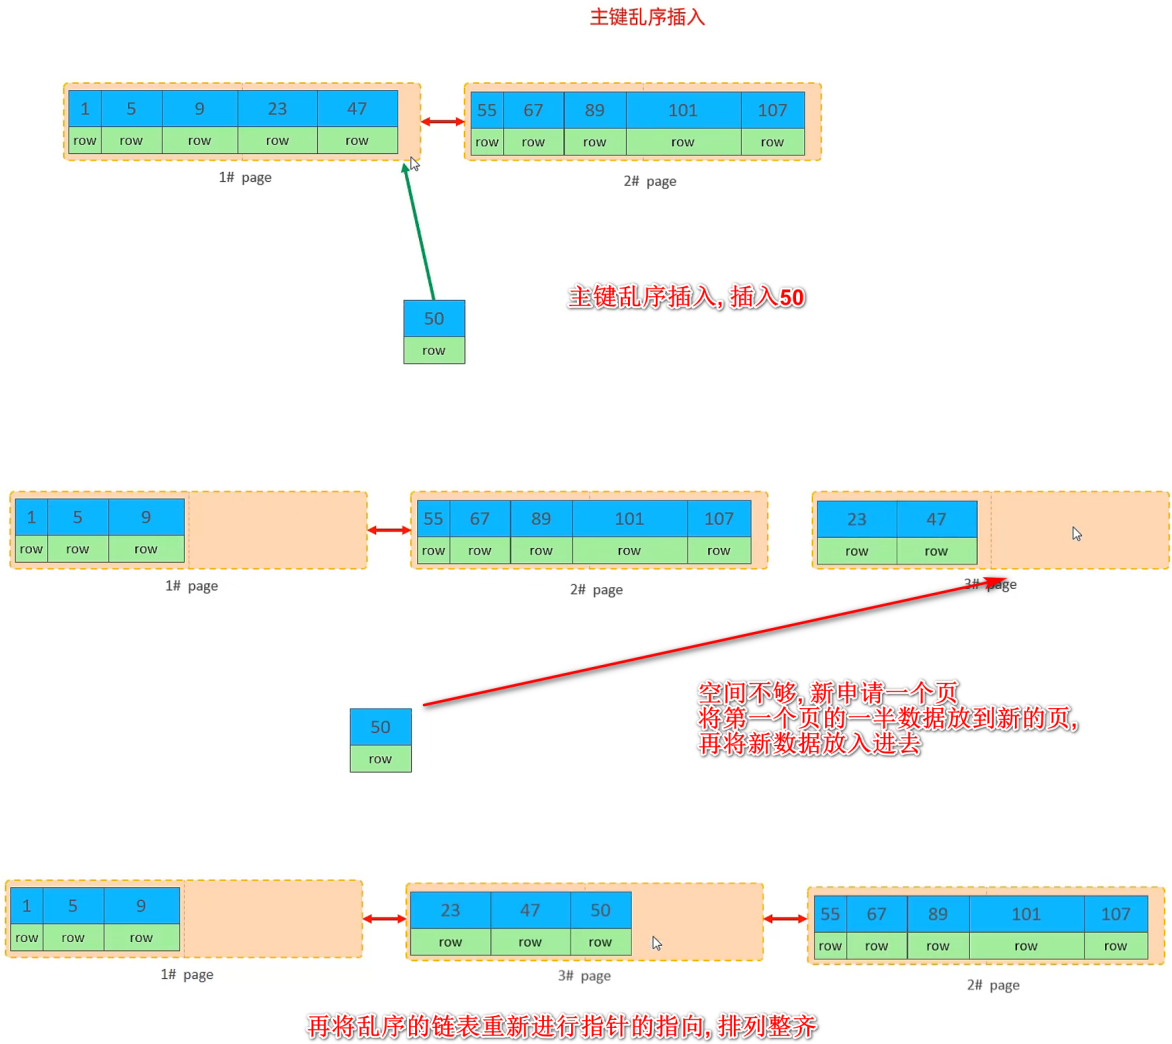 主键乱序插入
1 5 9 23 47
row row row row row
1# page
55 67 89 101 107
row row row row row
2# page
50
row
主键乱序插入, 插入50
1 5 9
row row row
1# page
55 67 89 101 107
row row row row row
2# page
23 47
row row
3# page
50
row
空间不够, 新申请一个页
将第一个页的一半数据放到新的页,
再将新数据放入进去
1 5 9
row row row
1# page
23 47 50
row row row
3# page
55 67 89 101 107
row row row row row
2# page
再将乱序的链表重新进行指针的指向, 排列整齐